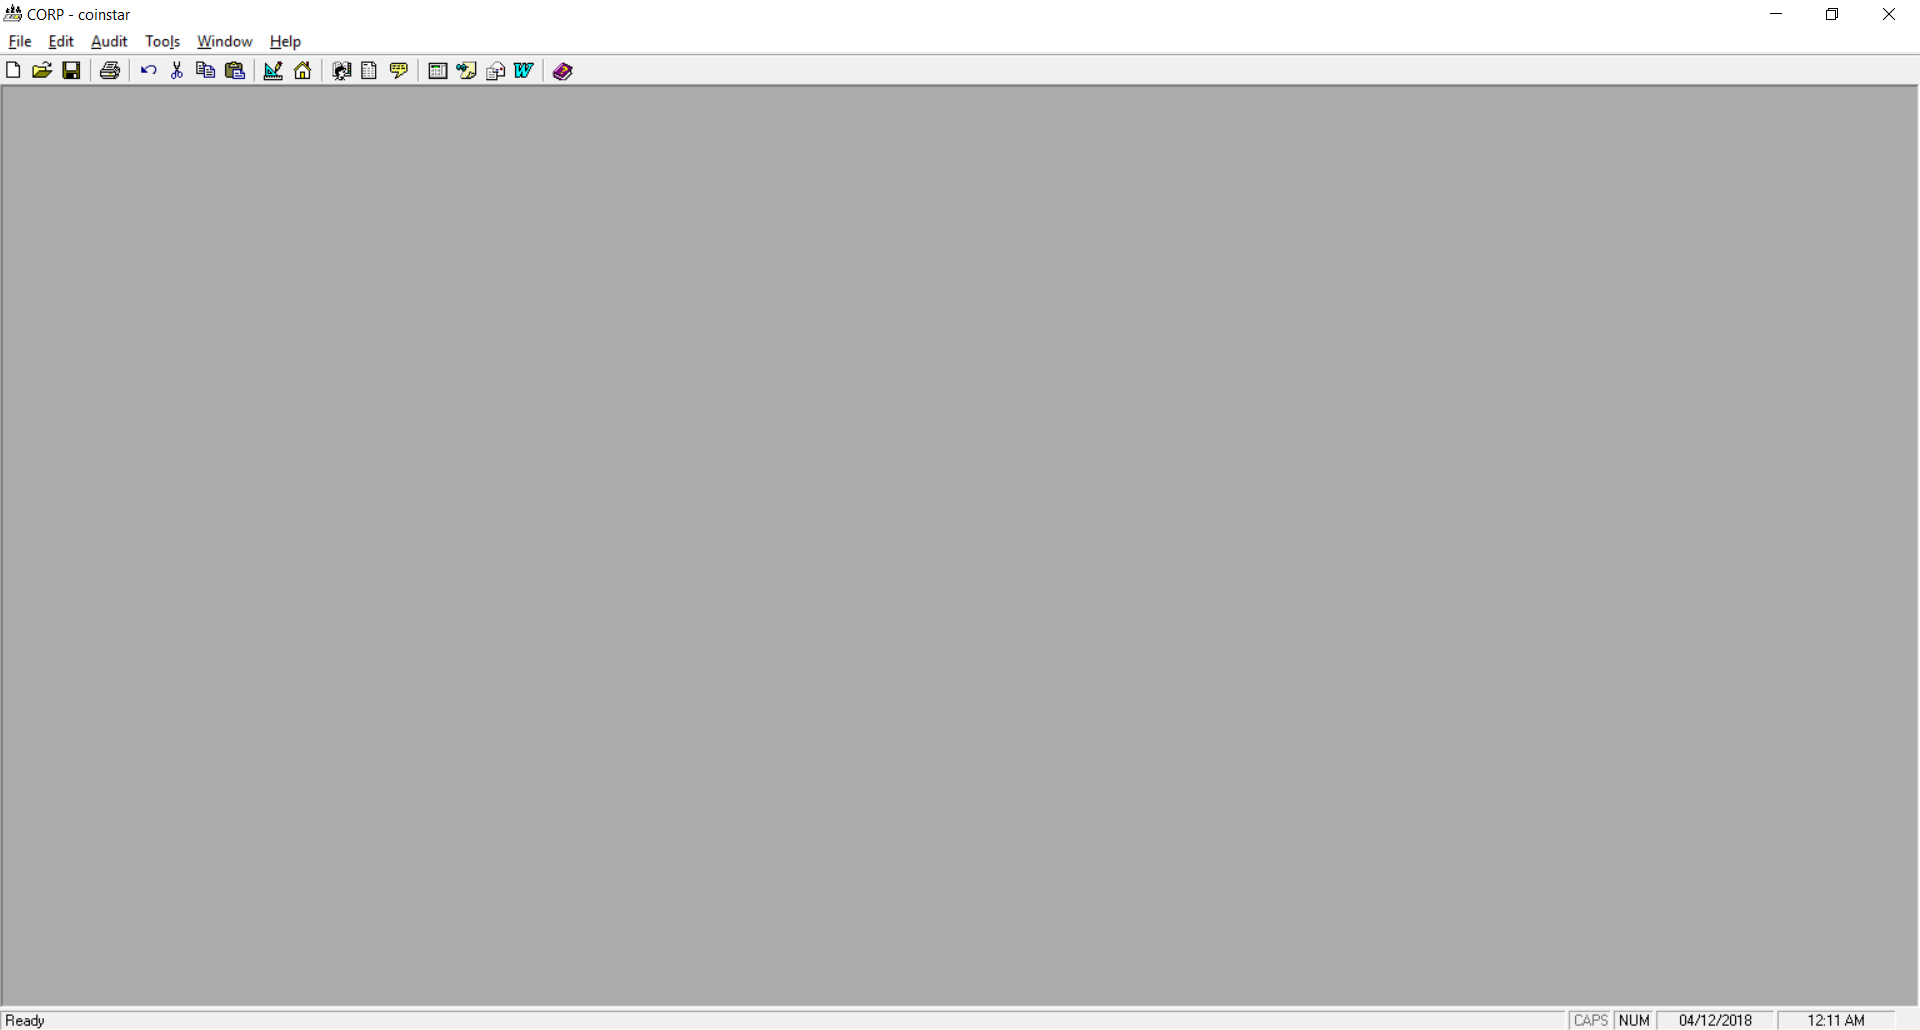 CORP - coinstar
File Edit Audit Tools Window Help
W
Ready CAPS NUM 04/12/2018 12:11 AM